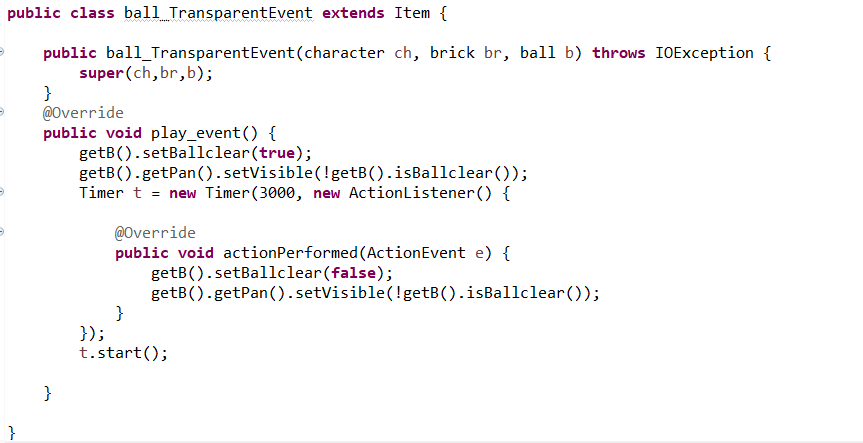 public class ball_TransparentEvent extends Item {
public ball_TransparentEvent(character ch, brick br, ball b) throws IOException {
super(ch,br,b);
}
@Override
public void play_event() {
getB().setBallclear(true);
getB().getPan().setVisible(!getB().isBallclear());
Timer t = new Timer(3000, new ActionListener() {
@Override
public void actionPerformed(ActionEvent e) {
getB().setBallclear(false);
getB().getPan().setVisible(!getB().isBallclear());
}
});
t.start();
}
}